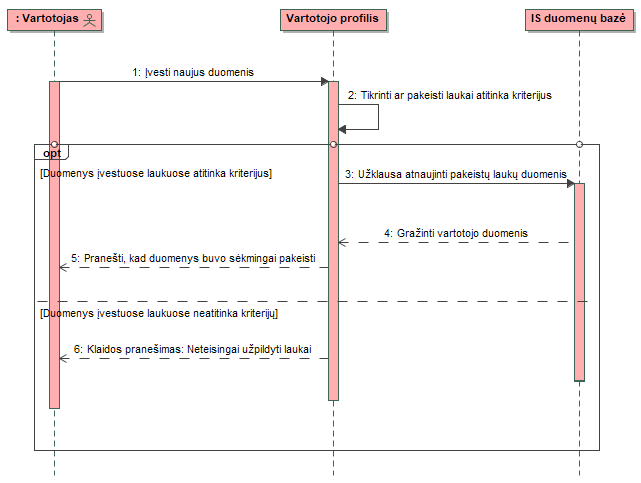 : Vartotojas
Vartotojo profilis
IS duomenų bazė
1: Įvesti naujus duomenis
2: Tikrinti ar pakeisti laukai atitinka kriterijus
opt
[Duomenys įvestuose laukuose atitinka kriterijus]
3: Užklausa atnaujinti pakeistų laukų duomenis
4: Gražinti vartotojo duomenis
5: Pranešti, kad duomenys buvo sėkmingai pakeisti
[Duomenys įvestuose laukuose neatitinka kriterijų]
6: Klaidos pranešimas: Neteisingai užpildyti laukai